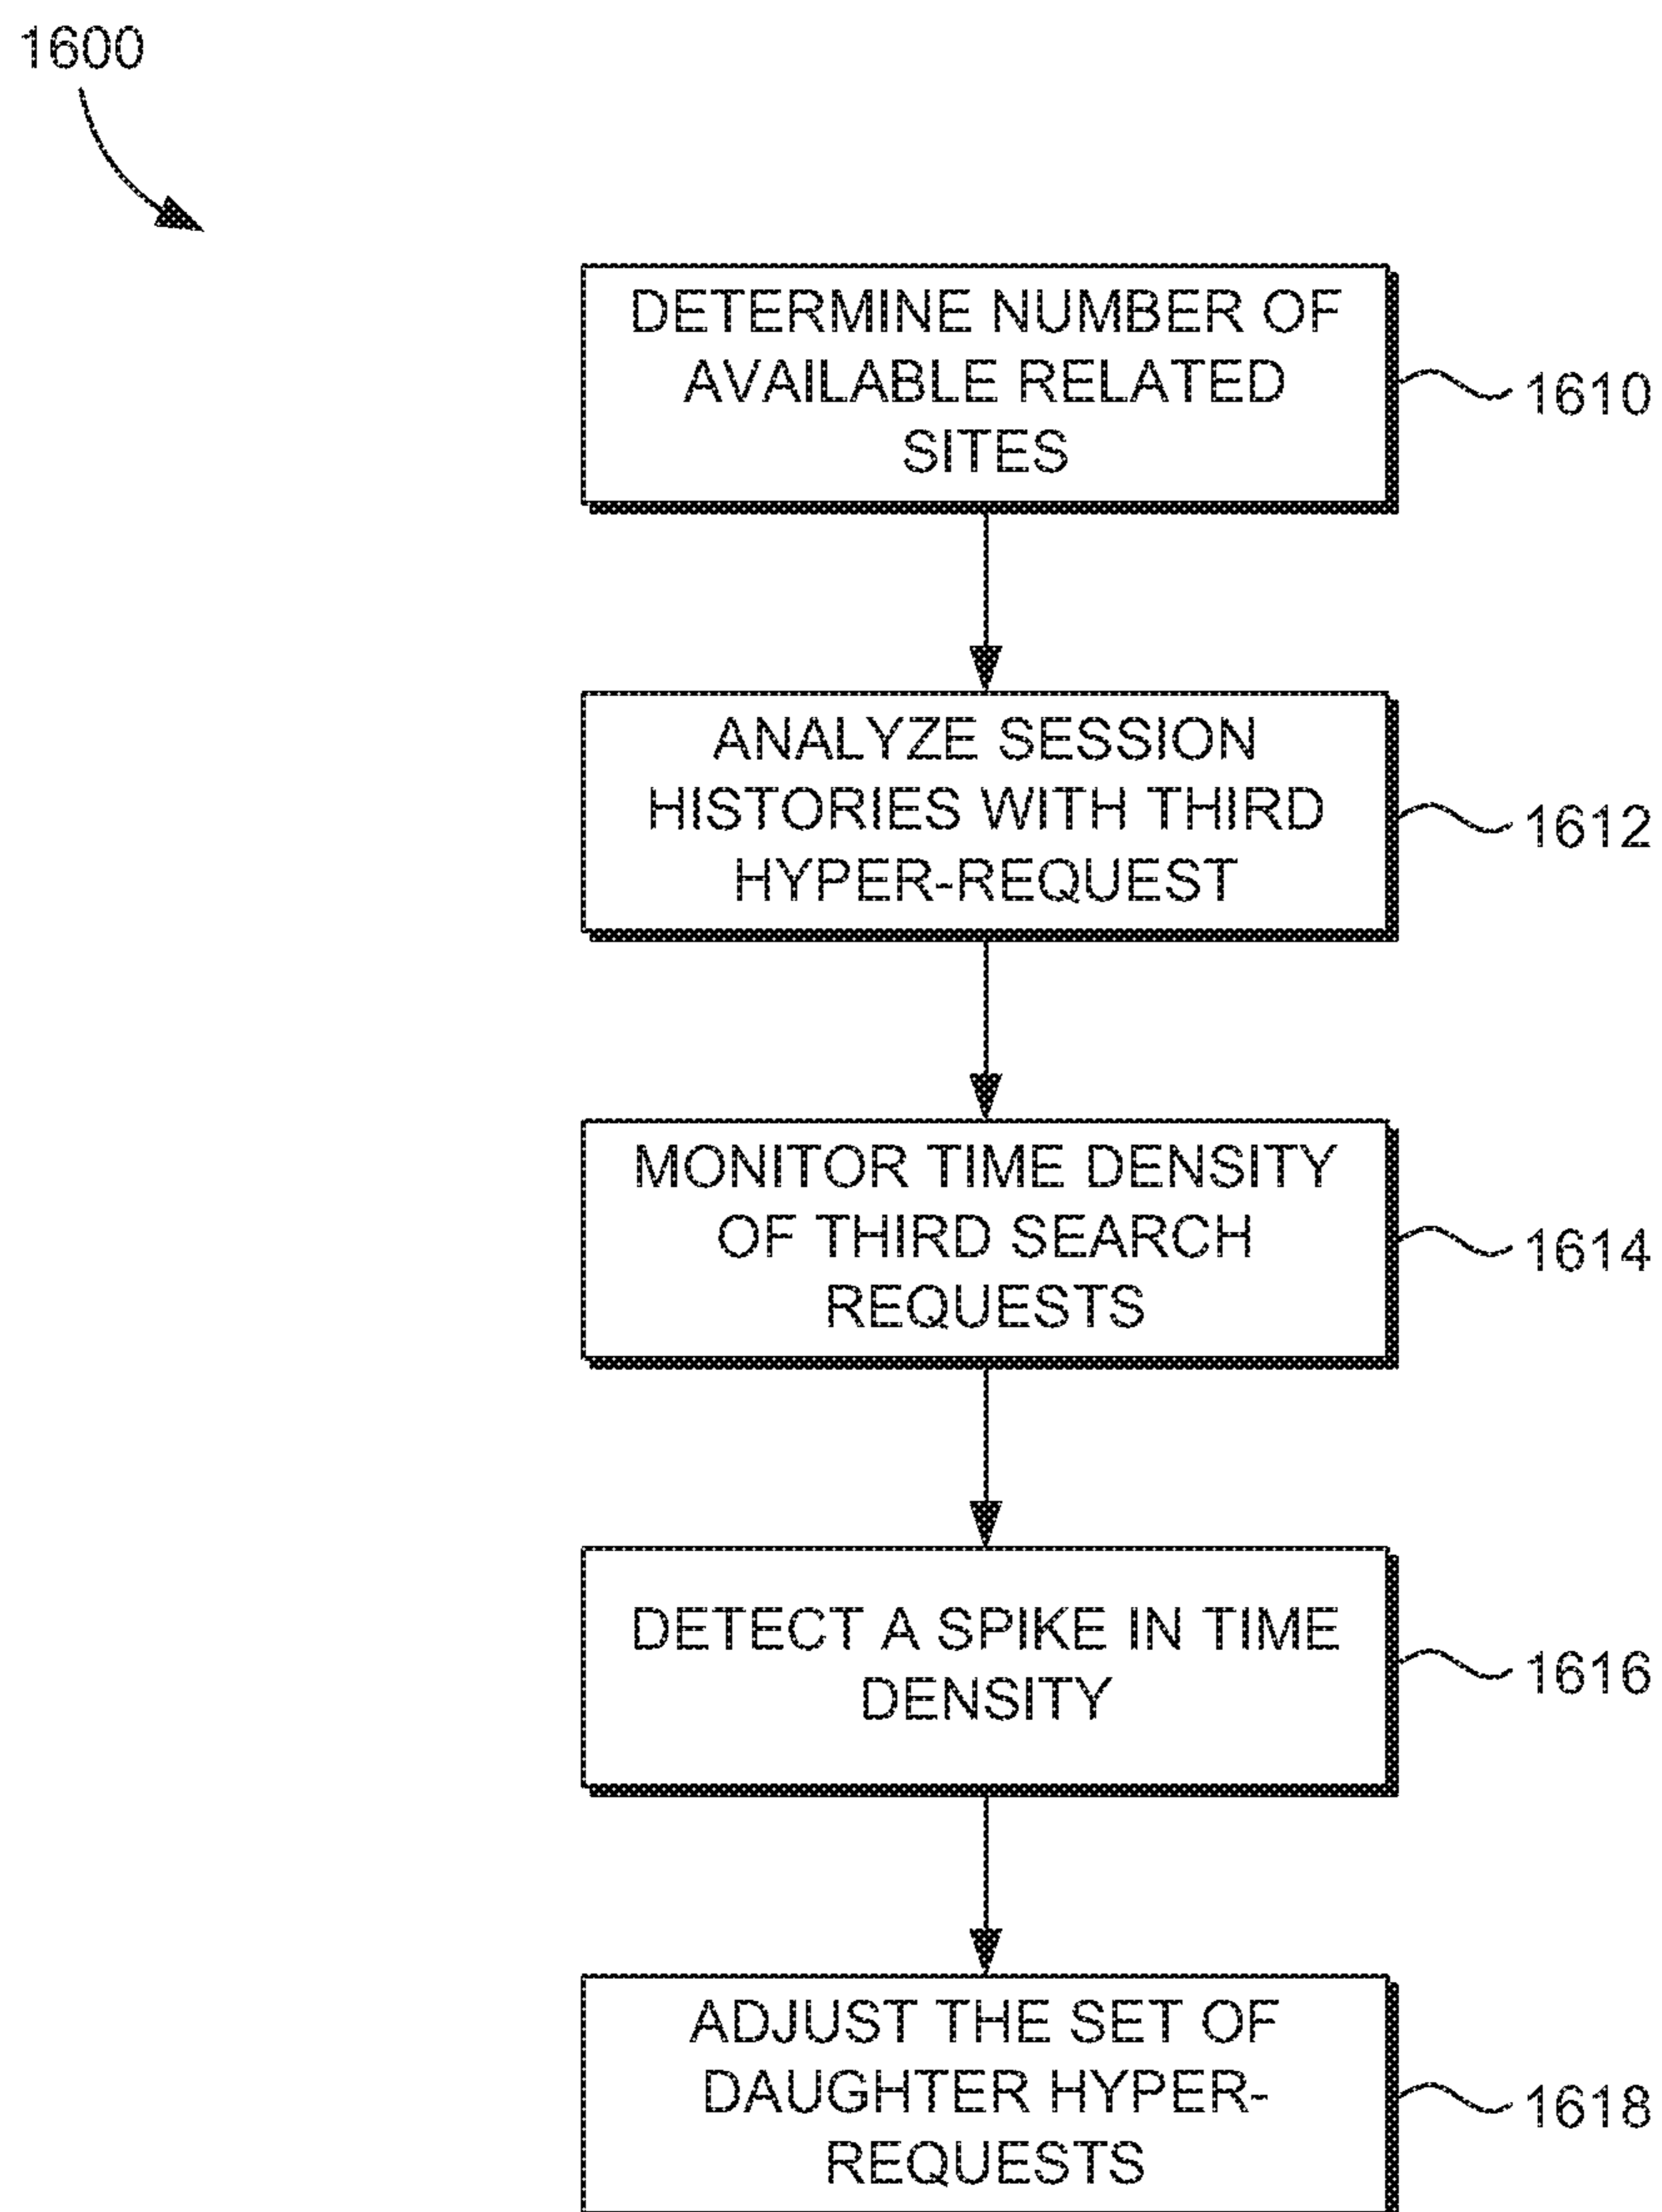 1600
DETERMINE NUMBER OF
AVAILABLE RELATED
SITES
1610
ANALYZE SESSION
HISTORIES WITH THIRD
HYPER-REQUEST
1612
MONITOR TIME DENSITY
OF THIRD SEARCH
REQUESTS
1614
DETECT A SPIKE IN TIME
DENSITY
1616
ADJUST THE SET OF
DAUGHTER HYPER-
REQUESTS
1618